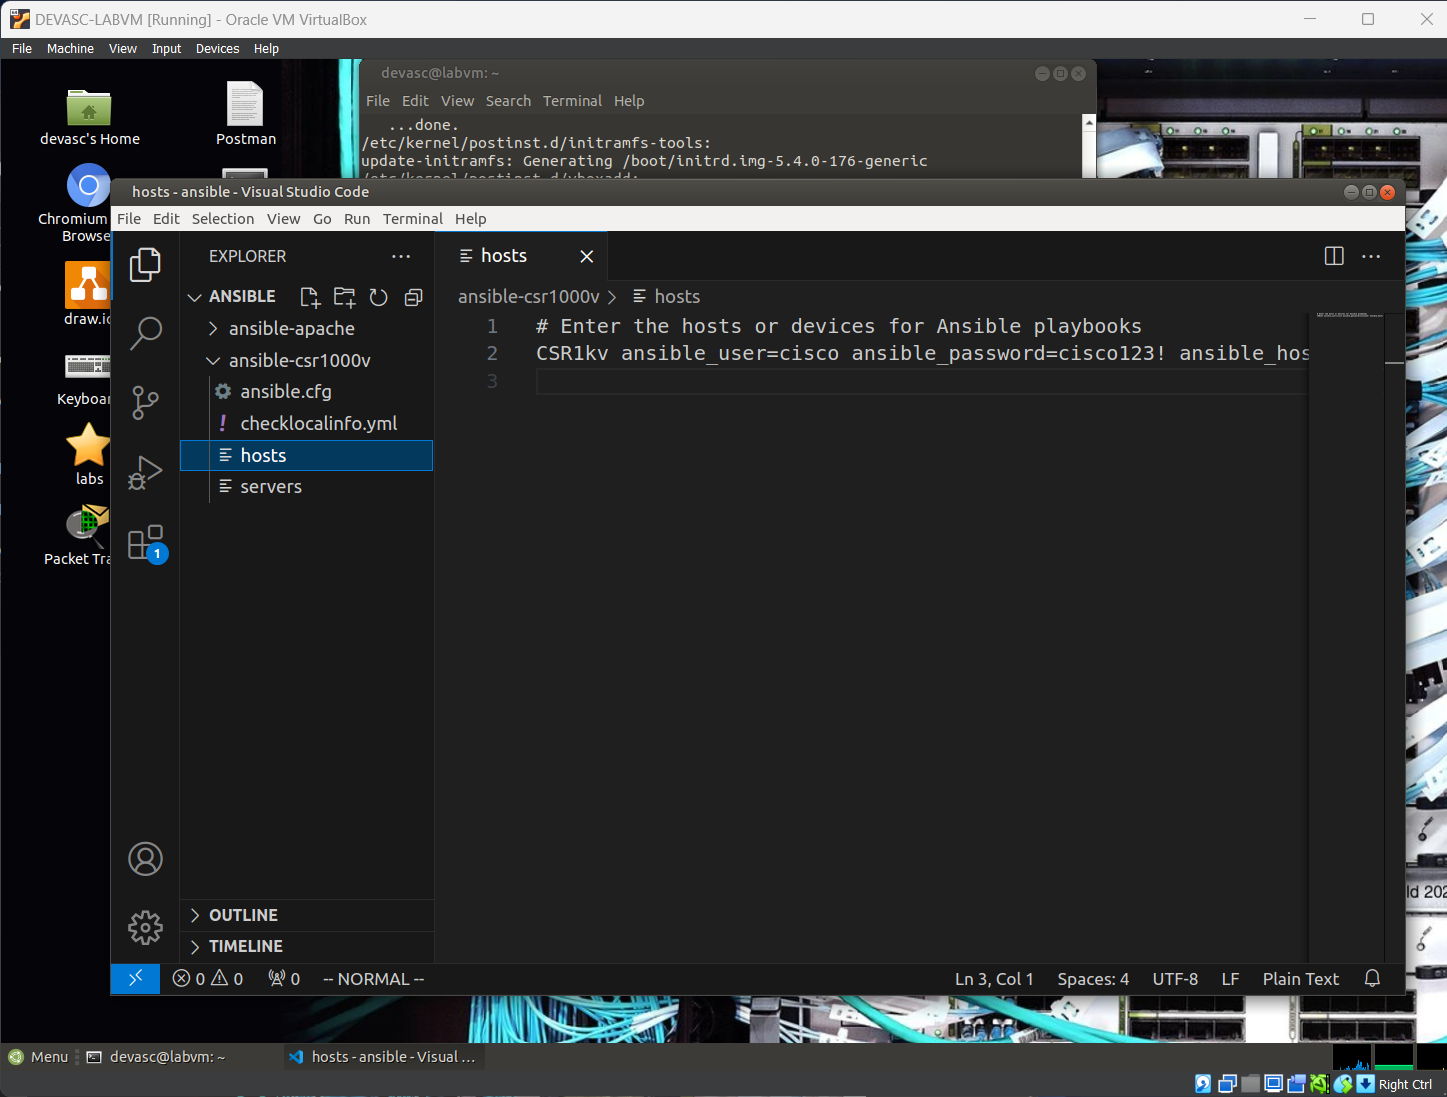 DEVASC-LABVM [Running] - Oracle VM VirtualBox
File Machine View Input Devices Help
devasc's Home
Postman
Chromium
Browse
draw.io
Keyboar
labs
Packet Tra
devasc@labvm: ~
File Edit View Search Terminal Help
...done.
/etc/kernel/postinst.d/initramfs-tools:
update-initramfs: Generating /boot/initrd.img-5.4.0-176-generic
/etc/kernel/postinst.d/vboxadd:
hosts - ansible - Visual Studio Code
File Edit Selection View Go Run Terminal Help
EXPLORER
ANSIBLE
ansible-apache
ansible-csr1000v
ansible.cfg
! checklocalinfo.yml
hosts
servers
OUTLINE
TIMELINE
1
hosts
ansible-csr1000v > hosts
1 # Enter the hosts or devices for Ansible playbooks
2 CSR1kv ansible_user=cisco ansible_password=cisco123! ansible_hos
3
0 0 0 -- NORMAL -- Ln 3, Col 1 Spaces: 4 UTF-8 LF Plain Text
ld 202
Menu devasc@labvm: ~ hosts - ansible - Visual ...
Right Ctrl